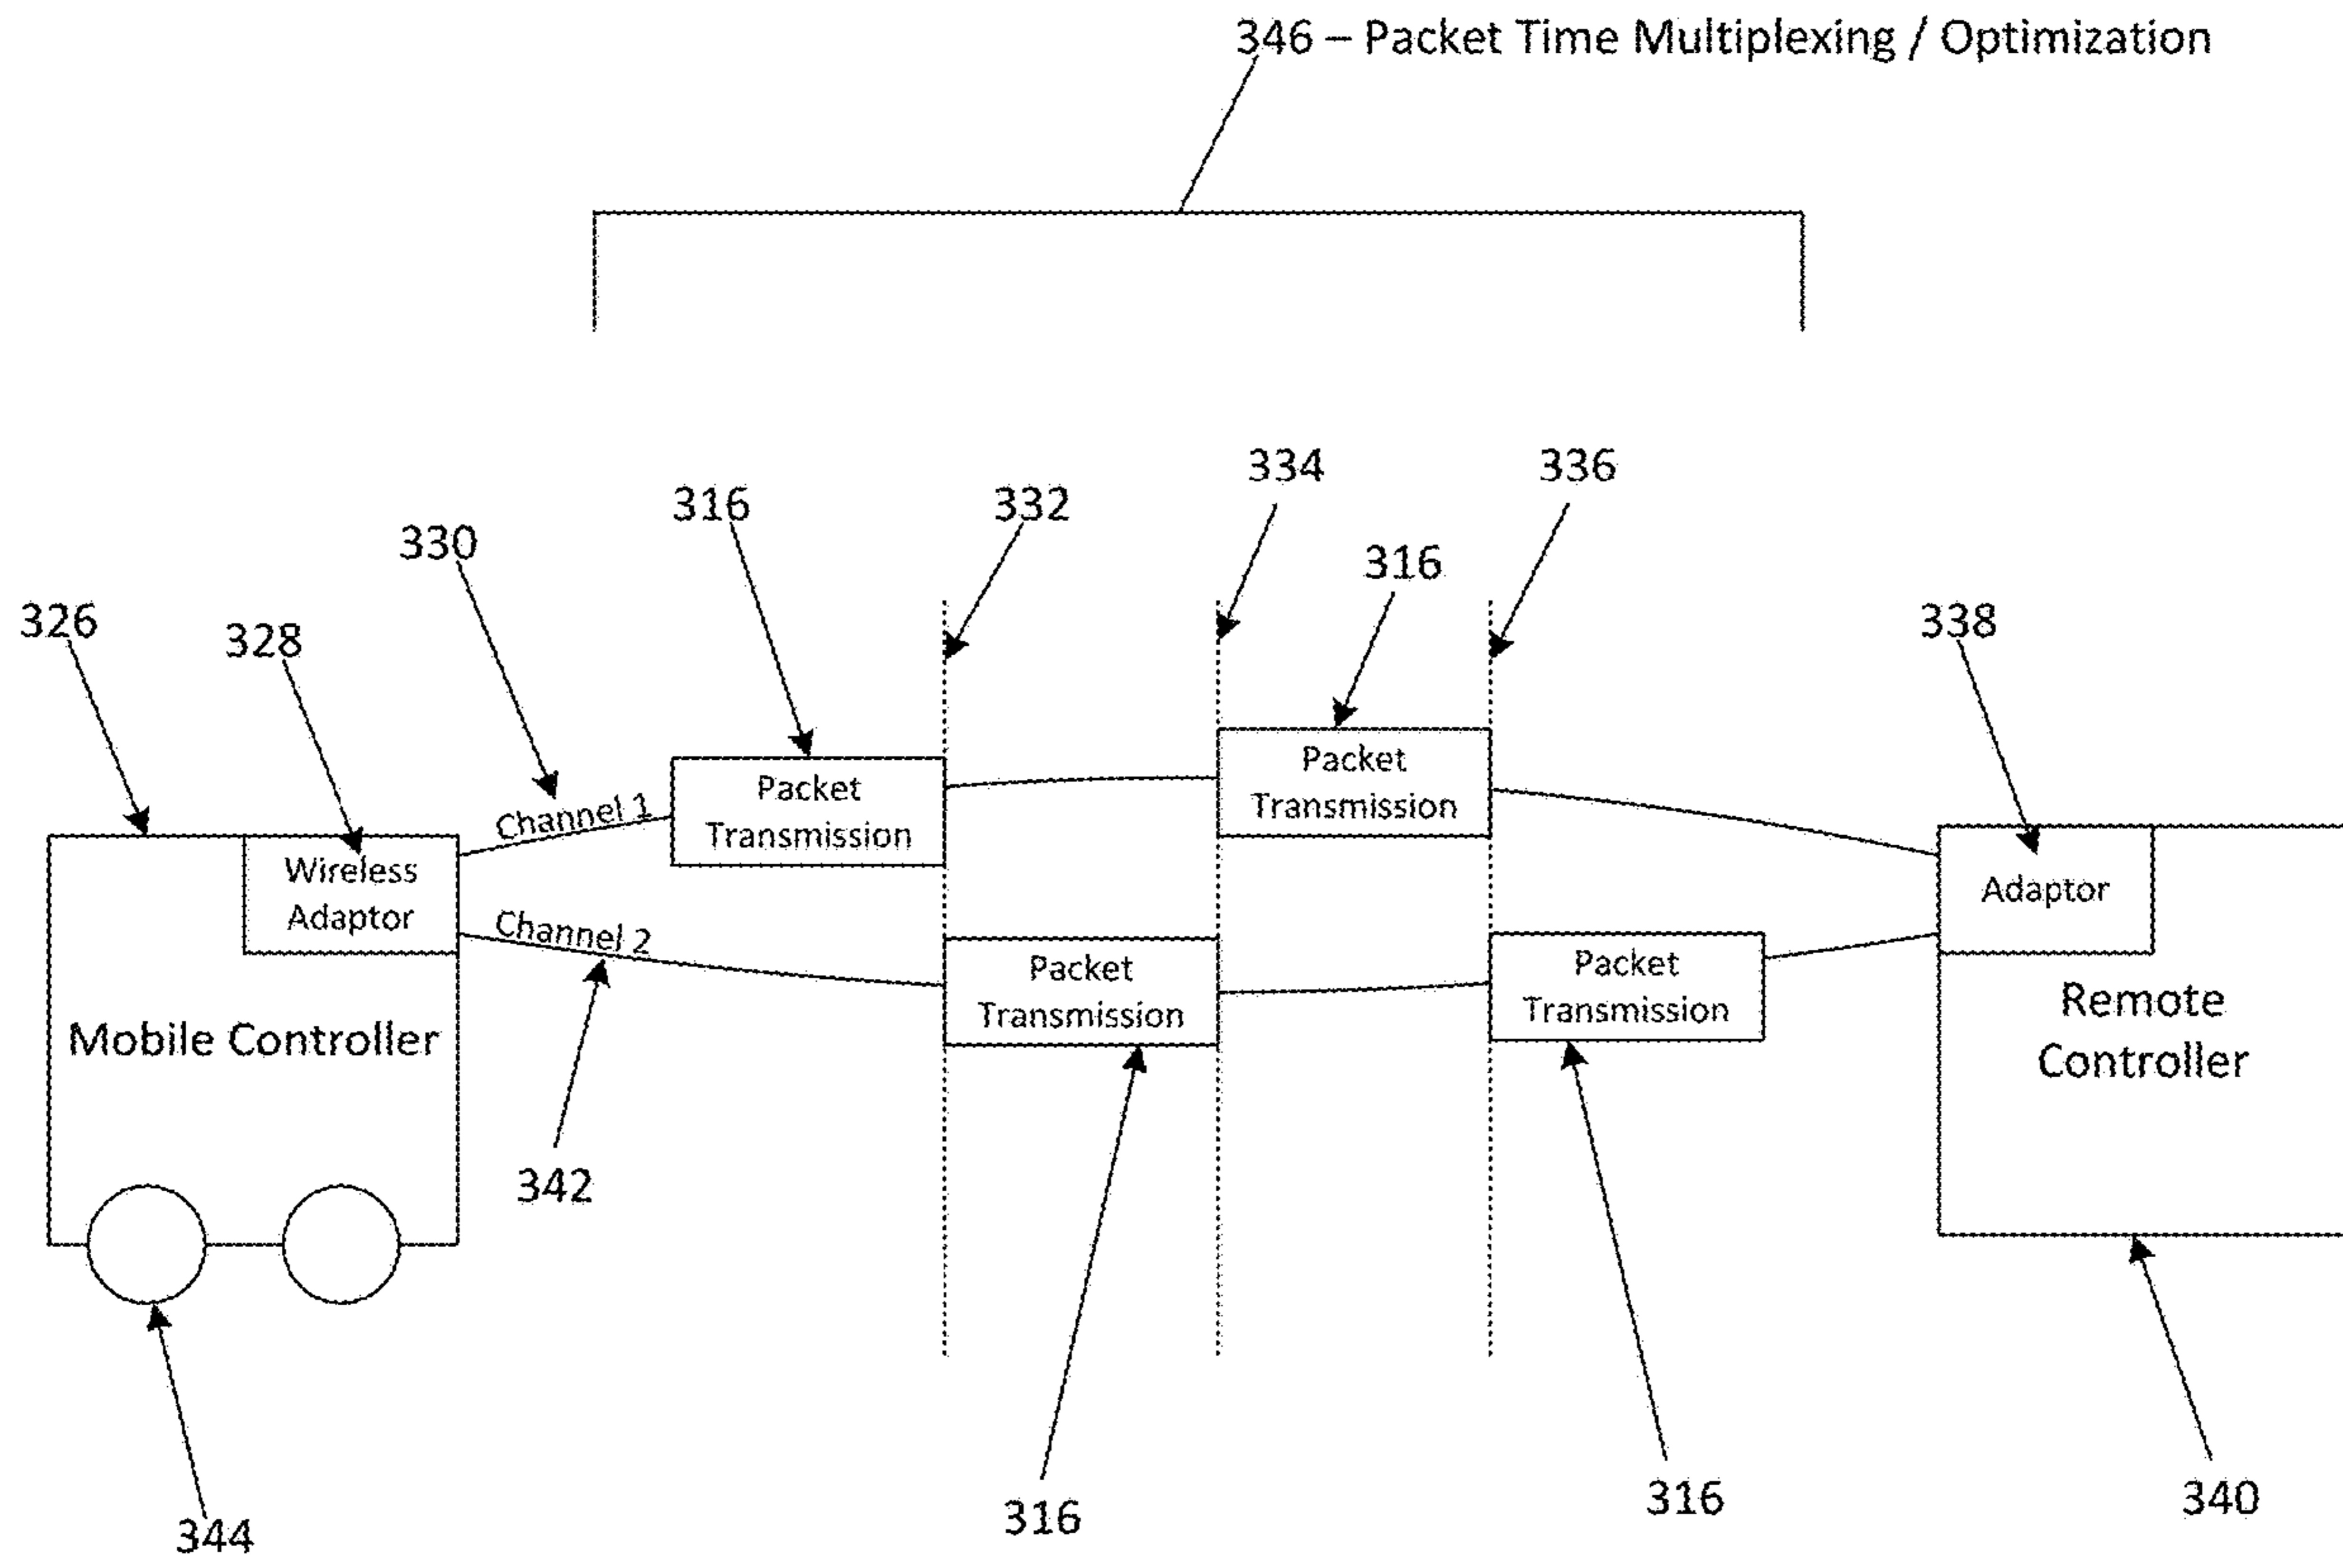 346 – Packet Time Multiplexing / Optimization
334
336
316
332
330
316
326
328
338
Packet
Transmission
Packet
Transmission
Channel 1
Wireless
Adaptor
Adaptor
Channel 2
Packet
Transmission
Packet
Transmission
Mobile Controller
Remote
Controller
342
316
316
340
344